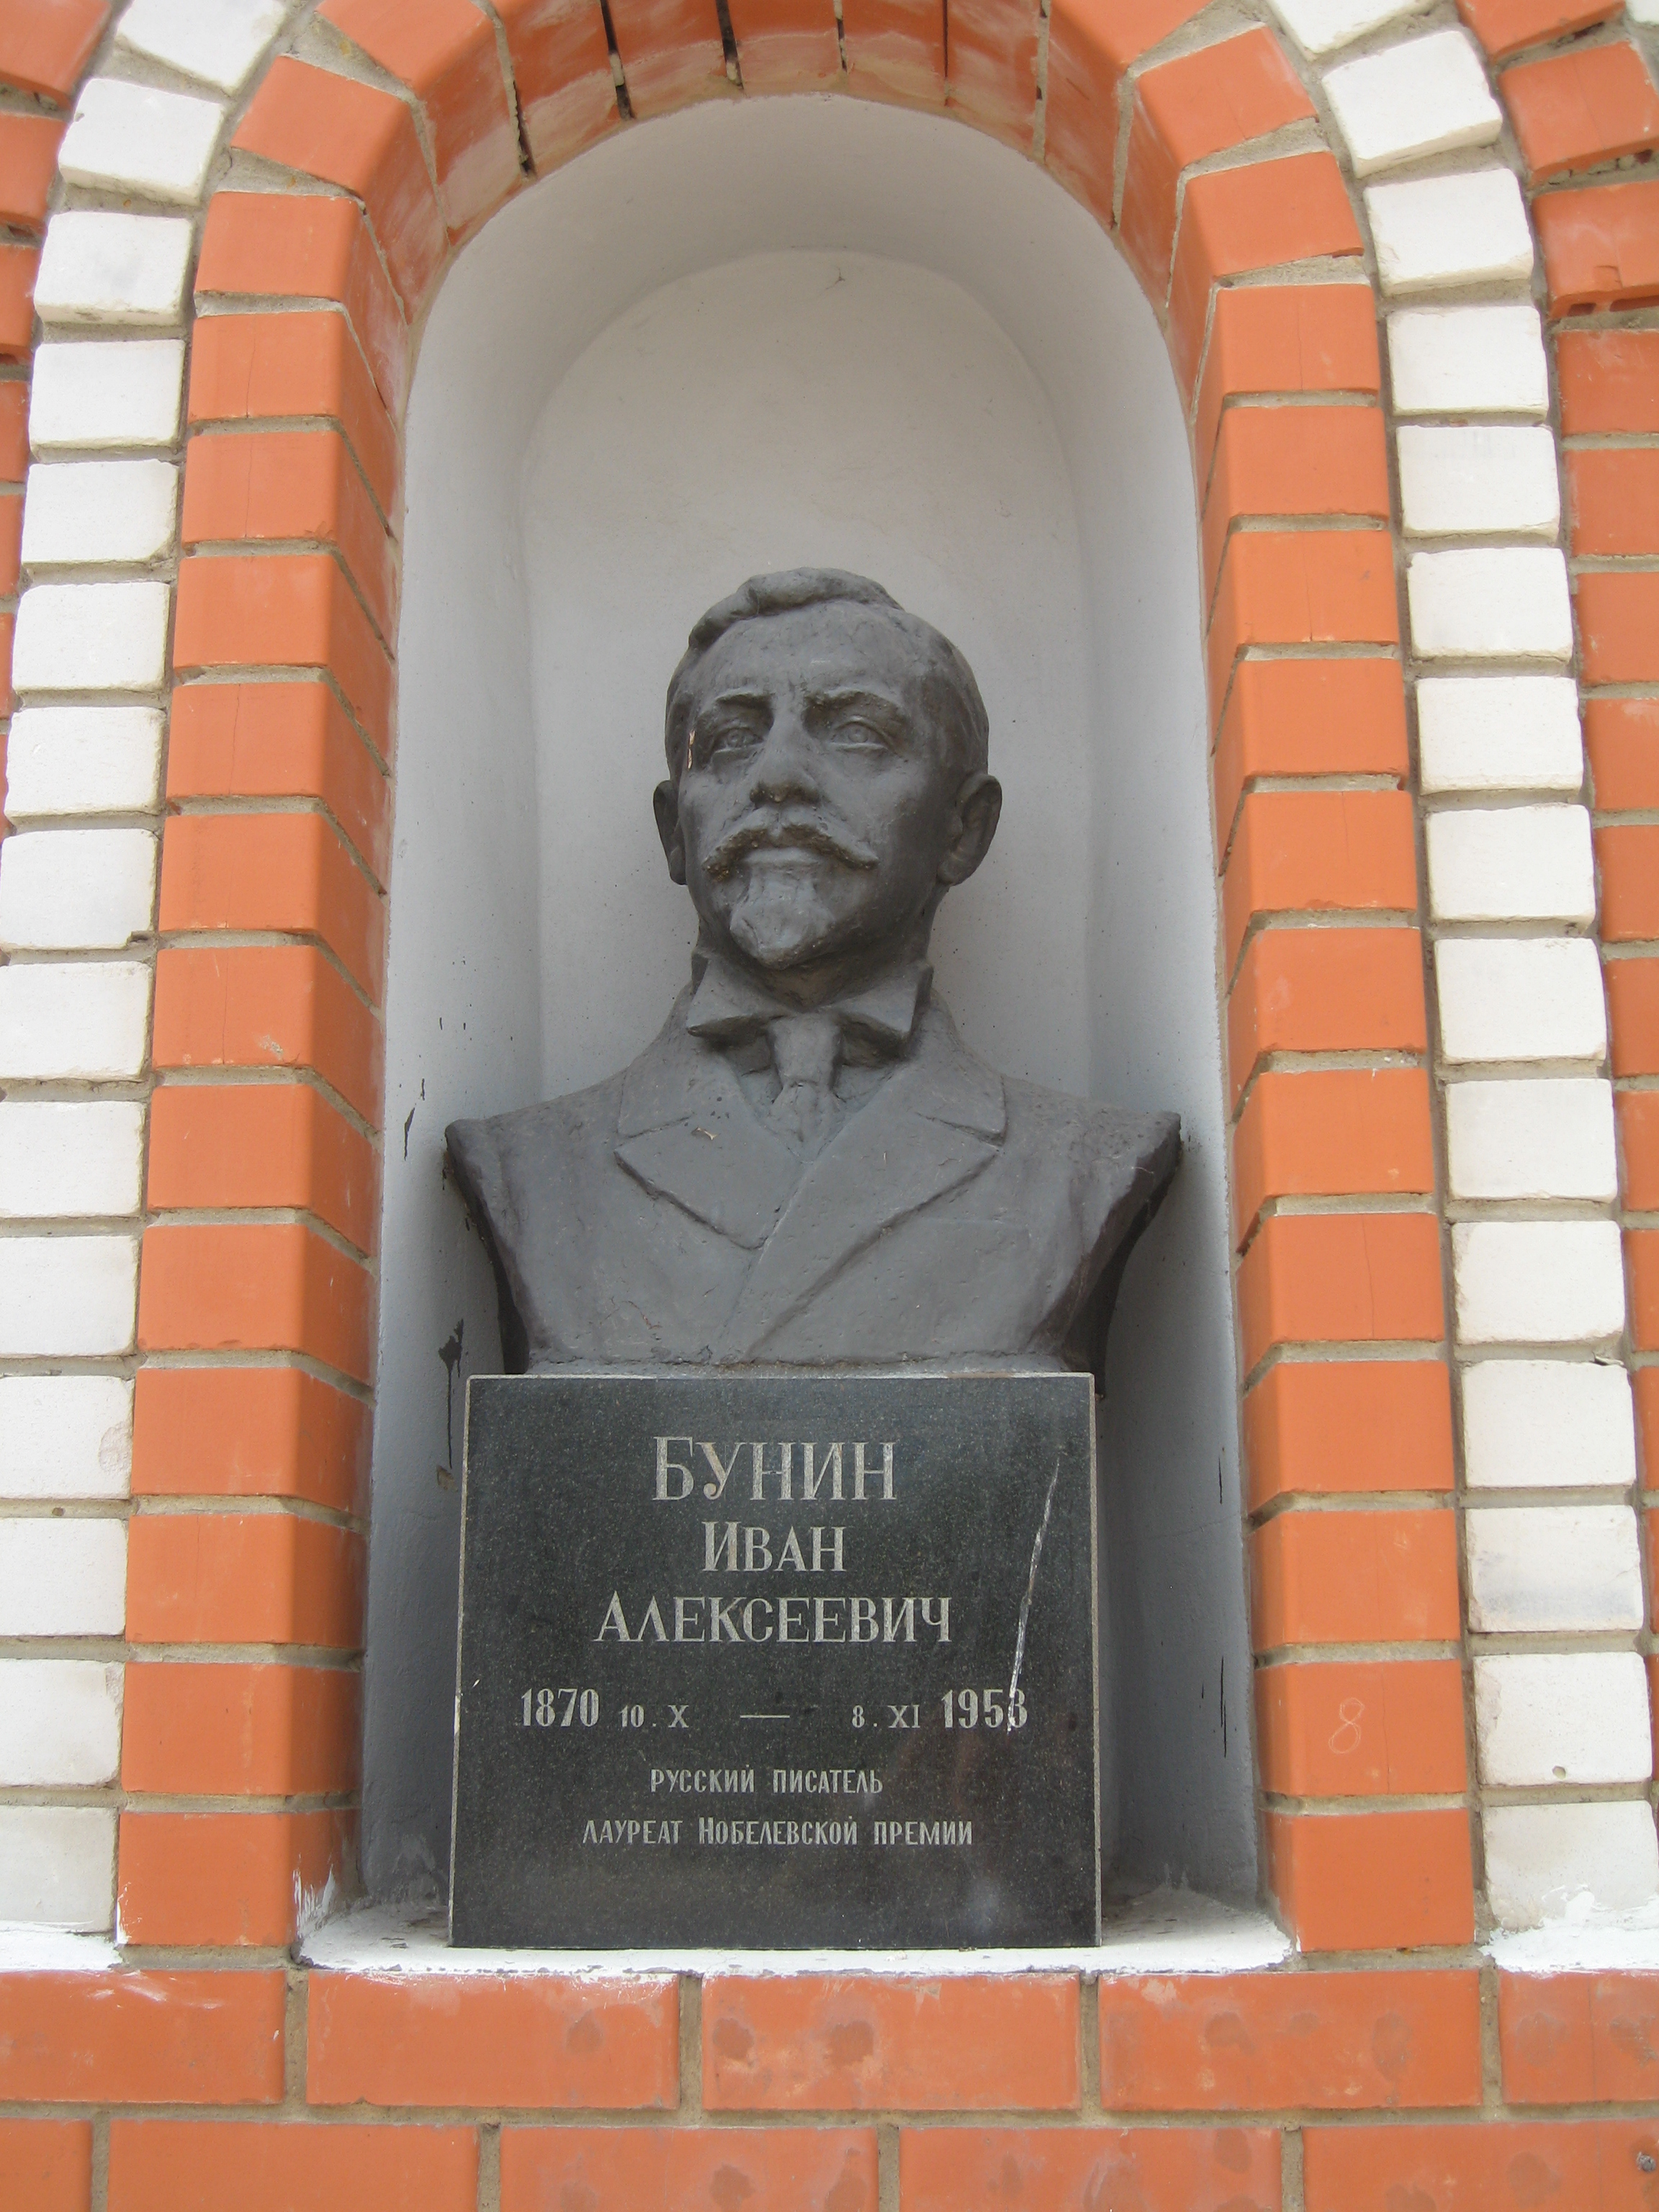 БУНИН
ИВАН
АЛЕКСЕЕВИЧ
1870 10.X — 8.XI 1953
РУССКИЙ ПИСАТЕЛЬ
ЛАУРЕАТ НОБЕЛЕВСКОЙ ПРЕМИИ
8